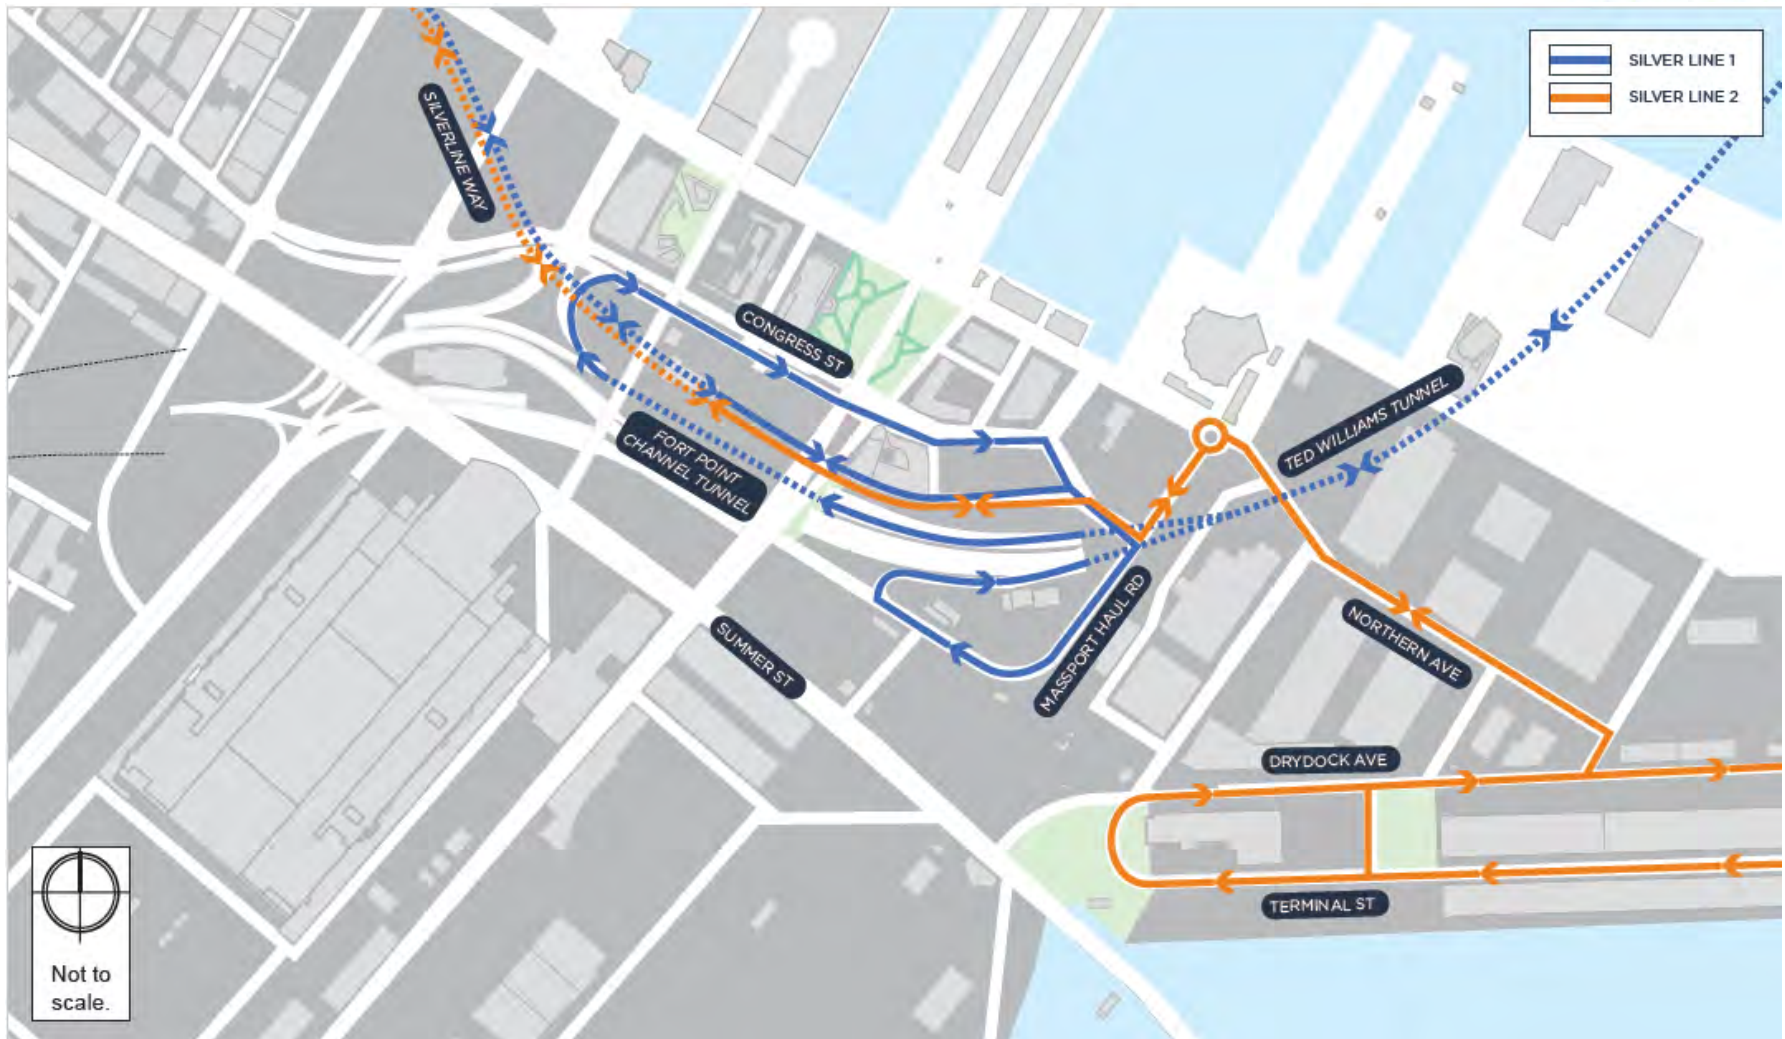 SILVER LINE 1
SILVER LINE 2
SILVERLINE WAY
CONGRESS ST
TED WILLIAMS TUNNEL
FORT POINT
CHANNEL TUNNEL
MASSPORT HAUL RD
NORTHERN AVE
SUMMER ST
DRYDOCK AVE
TERMINAL ST
Not to
scale.